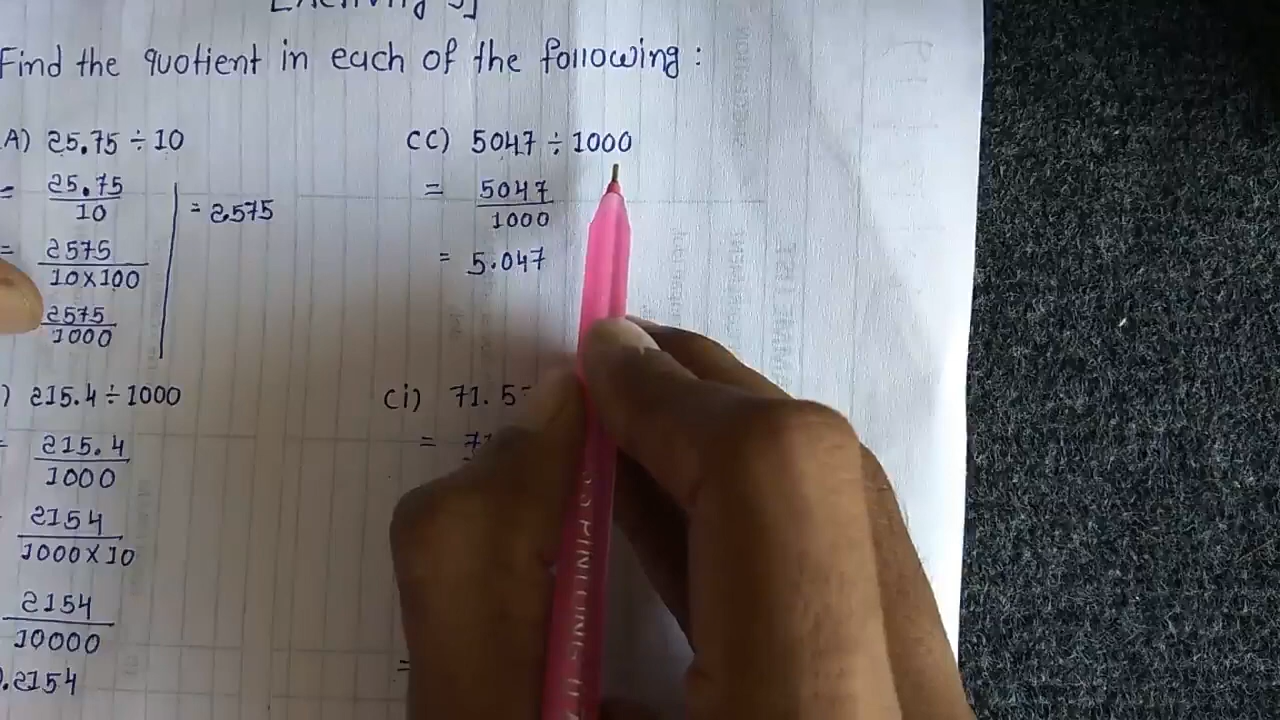 Find the quotient in each of the following :
A) 25.75 ÷ 10
= 25.75 / 10
= 2575 / 10×100
2575 / 1000
= 2575
CC) 5047 ÷ 1000
= 5047 / 1000
= 5.047
) 215.4 ÷ 1000
= 215.4 / 1000
2154 / 1000×10
2154 / 10000
.2154
Ci) 71.5
= 71
=